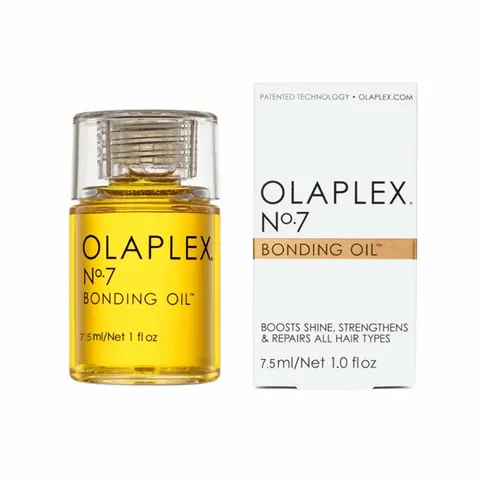 OLAPLEX.
Nº.7
BONDING OIL™
7.5ml/Net 1 fl oz
PATENTED TECHNOLOGY • OLAPLEX.COM
OLAPLEX.
Nº.7
BONDING OIL™
BOOSTS SHINE, STRENGTHENS
& REPAIRS ALL HAIR TYPES
7.5ml/Net 1.0 fl oz